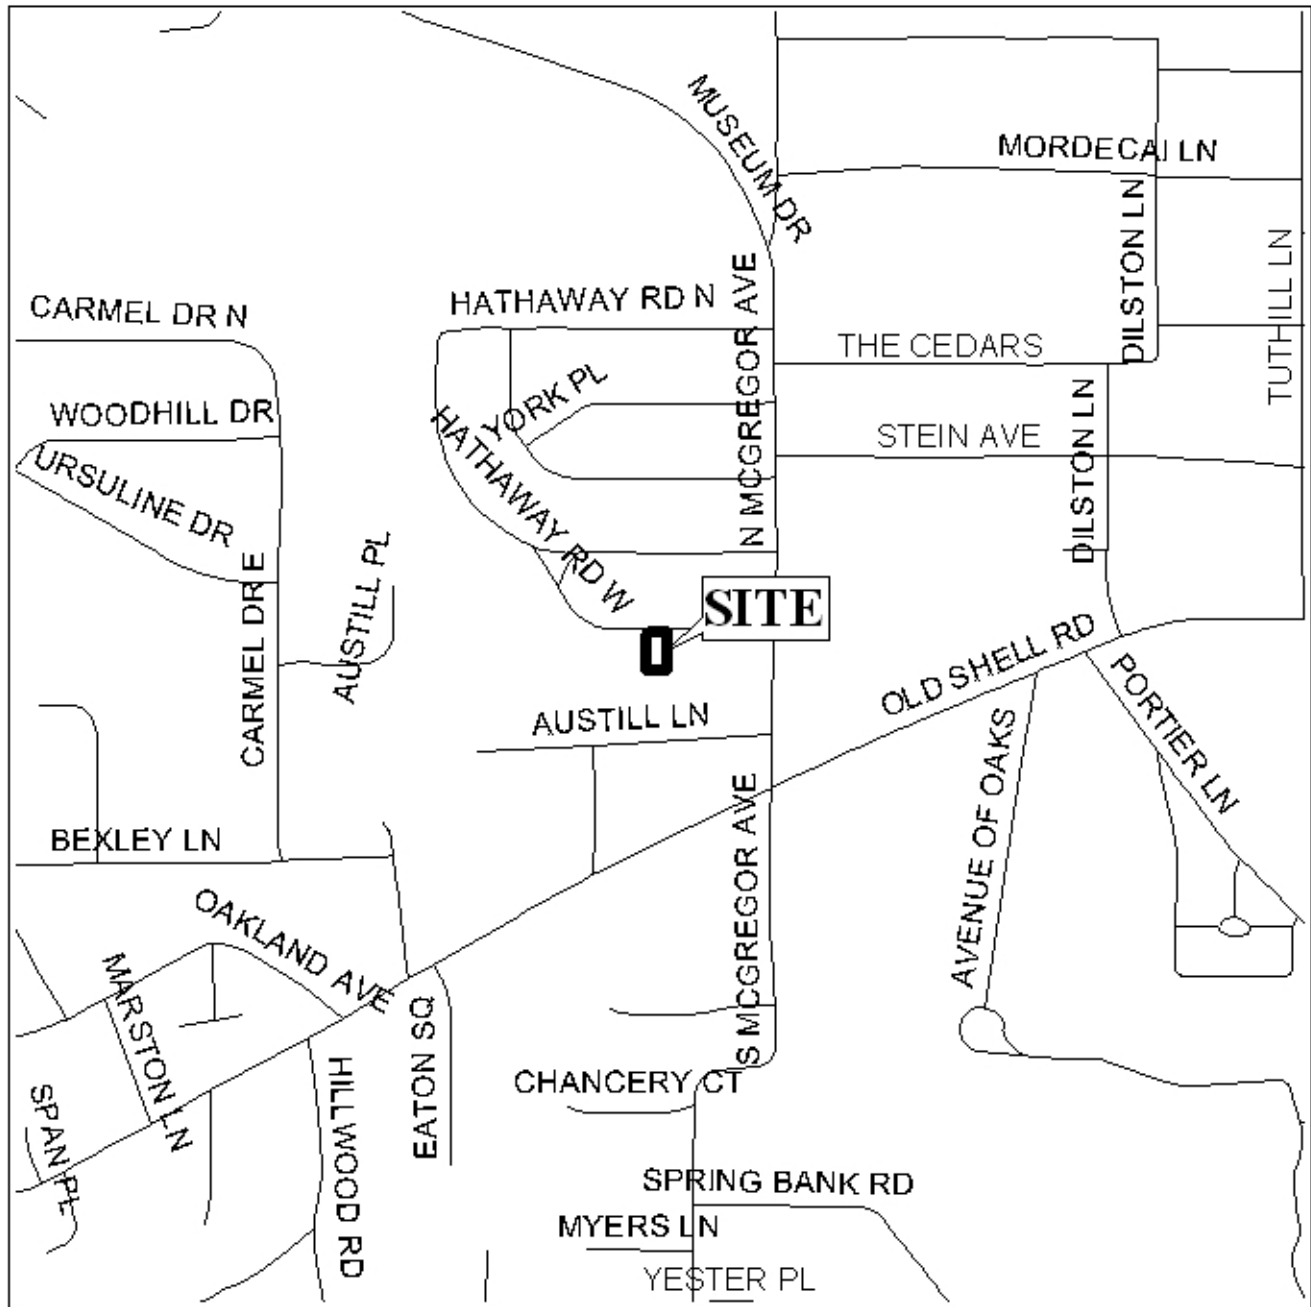 MUSEUM DR
MORDECAI LN
DILSTON LN
TUTHILL LN
CARMEL DR N
HATHAWAY RD N
N MCGREGOR AVE
THE CEDARS
YORK PL
WOODHILL DR
HATHAWAY RD W
STEIN AVE
DILSTON LN
URSULINE DR
AUSTILL PL
CARMEL DR E
SITE
OLD SHELL RD
PORTIER LN
AUSTILL LN
AVENUE OF OAKS
BEXLEY LN
S MCGREGOR AVE
OAKLAND AVE
MARSTON LN
EATON SQ
HILLWOOD RD
CHANCERY CT
SPAN PL
SPRING BANK RD
MYERS LN
YESTER PL